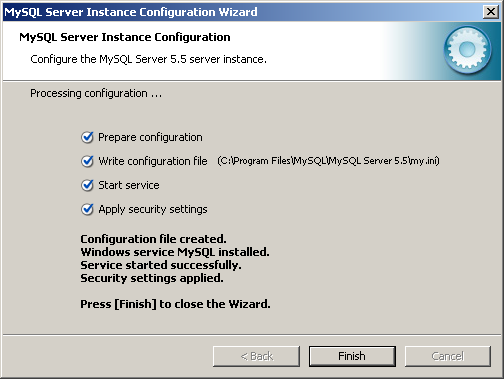 MySQL Server Instance Configuration Wizard
MySQL Server Instance Configuration
Configure the MySQL Server 5.5 server instance.
Processing configuration ...
Prepare configuration
Write configuration file (C:\Program Files\MySQL\MySQL Server 5.5\my.ini)
Start service
Apply security settings
Configuration file created.
Windows service MySQL installed.
Service started successfully.
Security settings applied.
Press [Finish] to close the Wizard.
< Back Finish Cancel